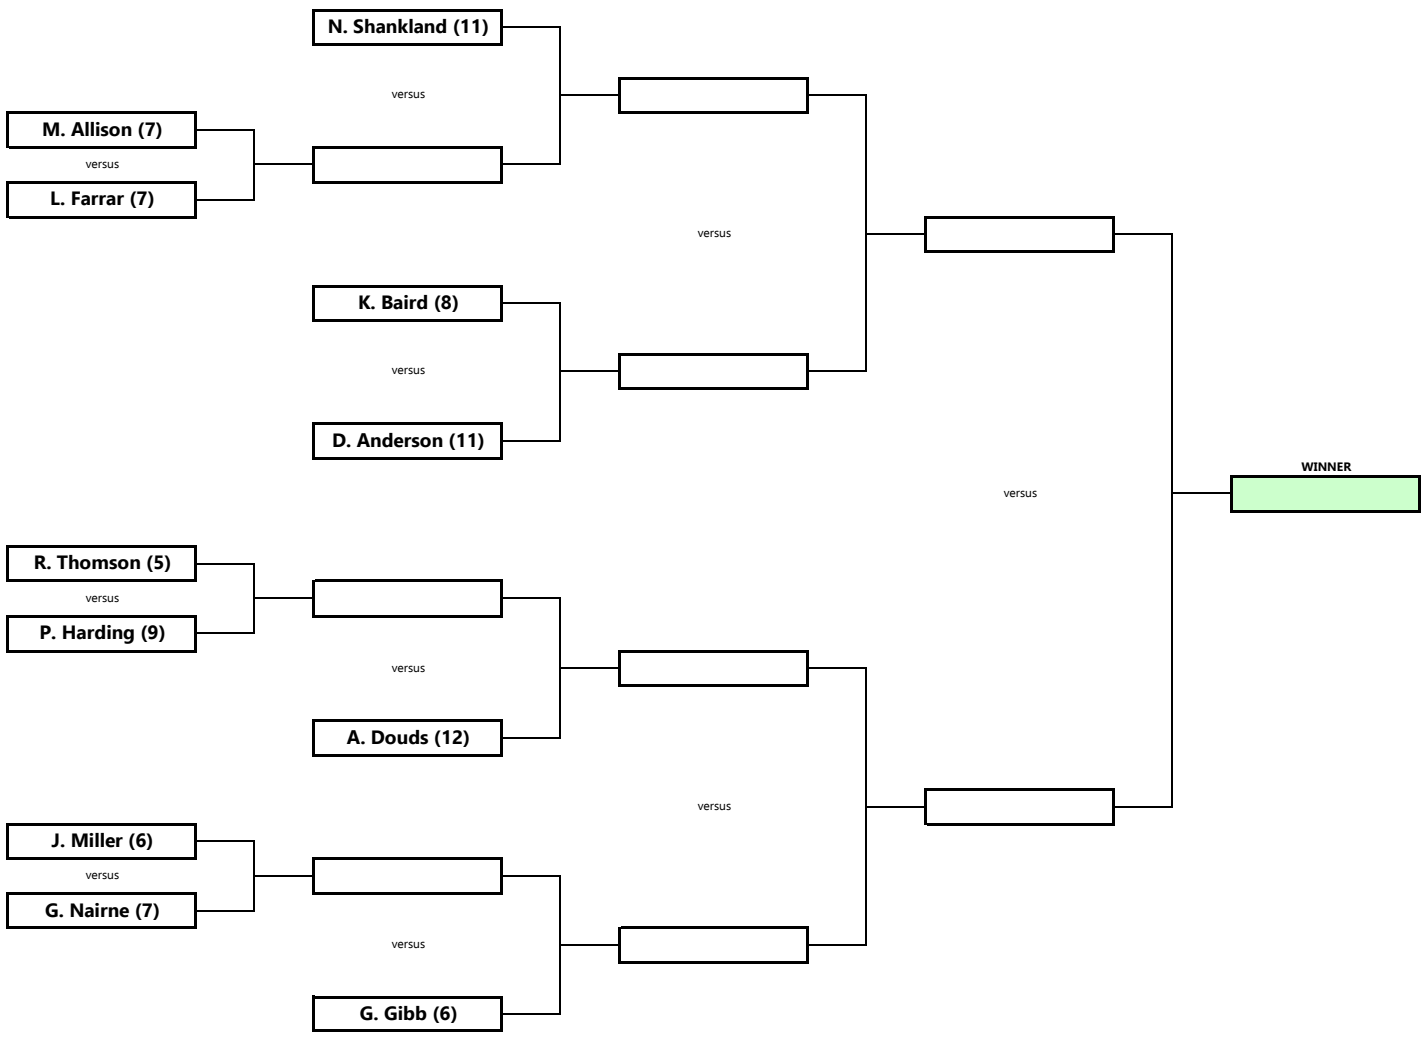 N. Shankland (11)
versus
M. Allison (7)
versus
L. Farrar (7)
versus
K. Baird (8)
versus
D. Anderson (11)
WINNER
versus
R. Thomson (5)
versus
P. Harding (9)
versus
A. Douds (12)
versus
J. Miller (6)
versus
G. Nairne (7)
versus
G. Gibb (6)